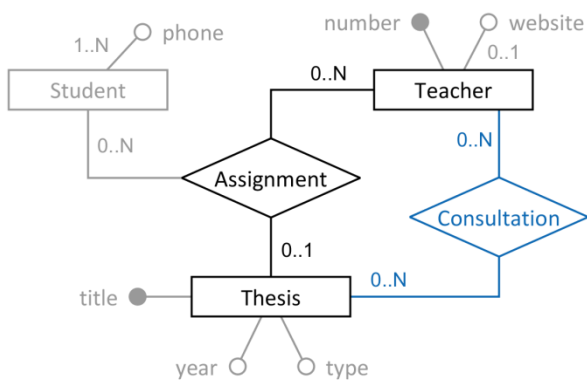 number
website
1..N
phone
0..1
0..N
Student
Teacher
0..N
0..N
Assignment
Consultation
0..1
0..N
title
Thesis
year
type